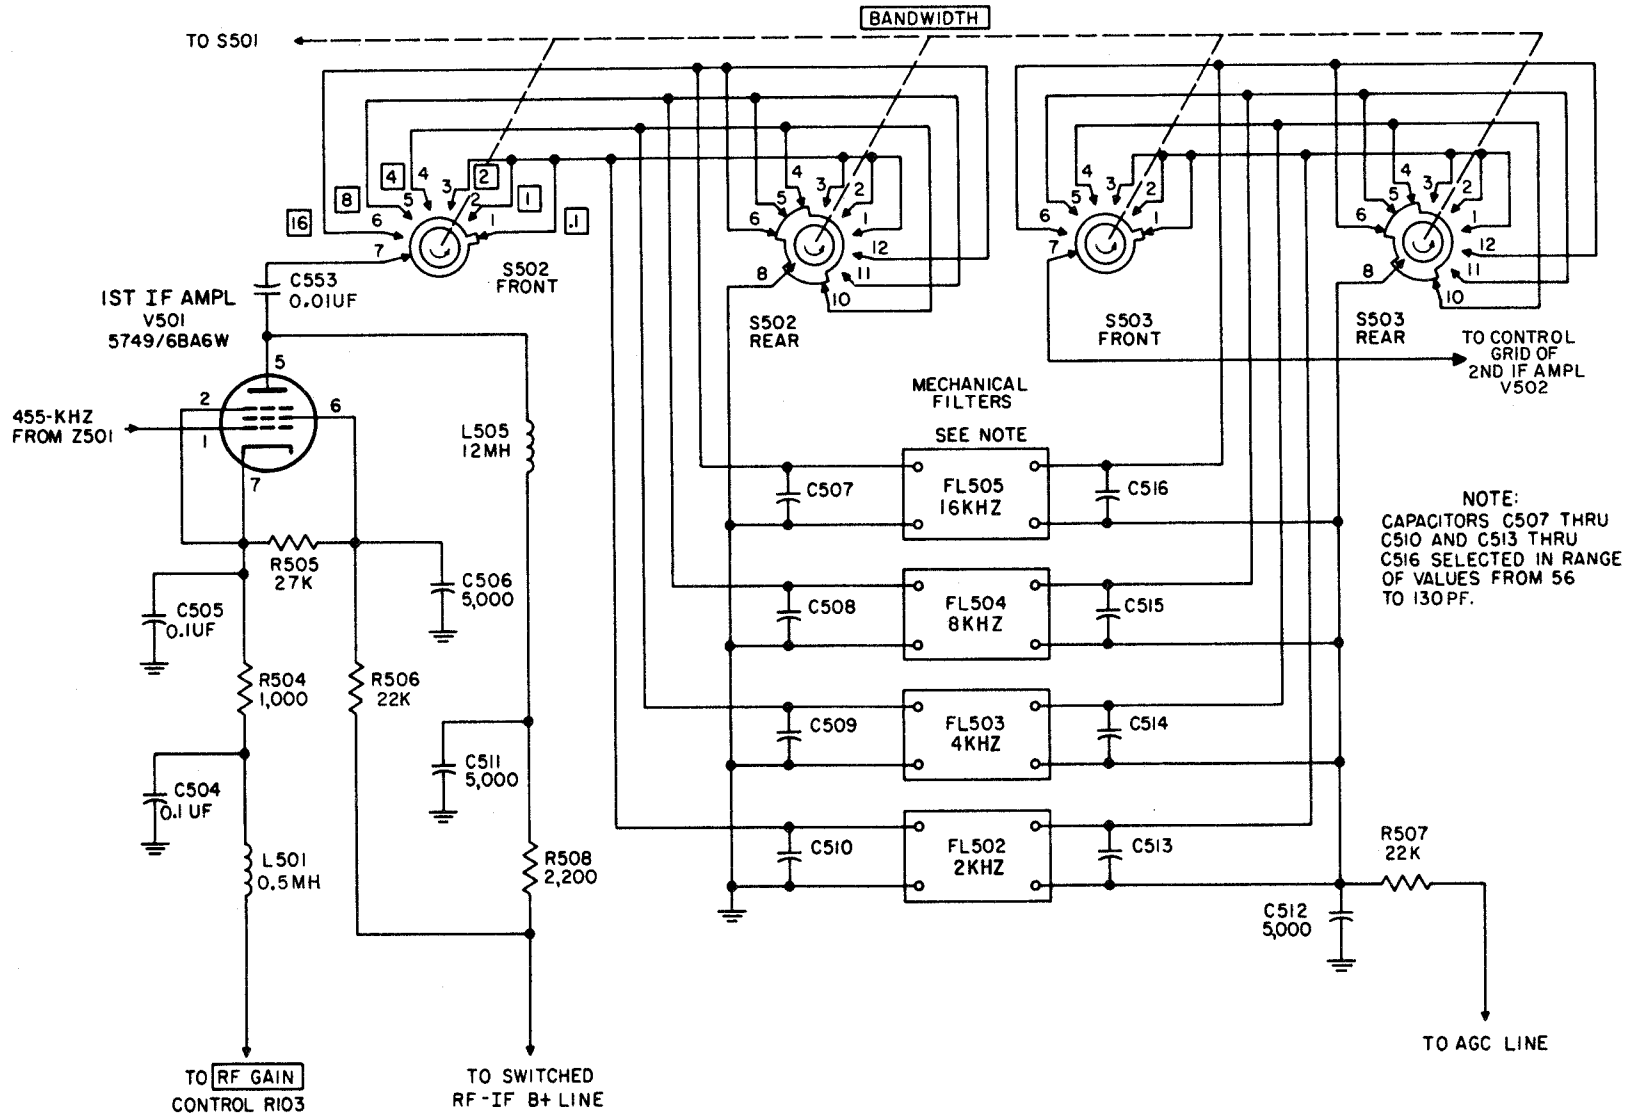 BANDWIDTH
TO S501
16
8
4
2
1
.1
7
6
5
4
3
2
1
S502
FRONT
8
6
5
4
3
2
1
12
11
10
S502
REAR
7
6
5
4
3
2
1
S503
FRONT
8
6
5
4
3
2
1
12
11
10
S503
REAR
C553
0.01UF
1ST IF AMPL
V501
5749/6BA6W
5
2
6
1
7
455-KHZ
FROM Z501
L505
12MH
TO CONTROL
GRID OF
2ND IF AMPL
V502
MECHANICAL
FILTERS
SEE NOTE
C507
FL505
16KHZ
C516
NOTE:
CAPACITORS C507 THRU
C510 AND C513 THRU
C516 SELECTED IN RANGE
OF VALUES FROM 56
TO 130PF.
R505
27K
C506
5,000
C505
0.1UF
C508
FL504
8KHZ
C515
R504
1,000
R506
22K
C509
FL503
4KHZ
C514
C511
5,000
C504
0.1UF
C510
FL502
2KHZ
C513
R507
22K
L501
0.5MH
R508
2,200
C512
5,000
TO AGC LINE
TO RF GAIN
CONTROL R103
TO SWITCHED
RF-IF B+ LINE